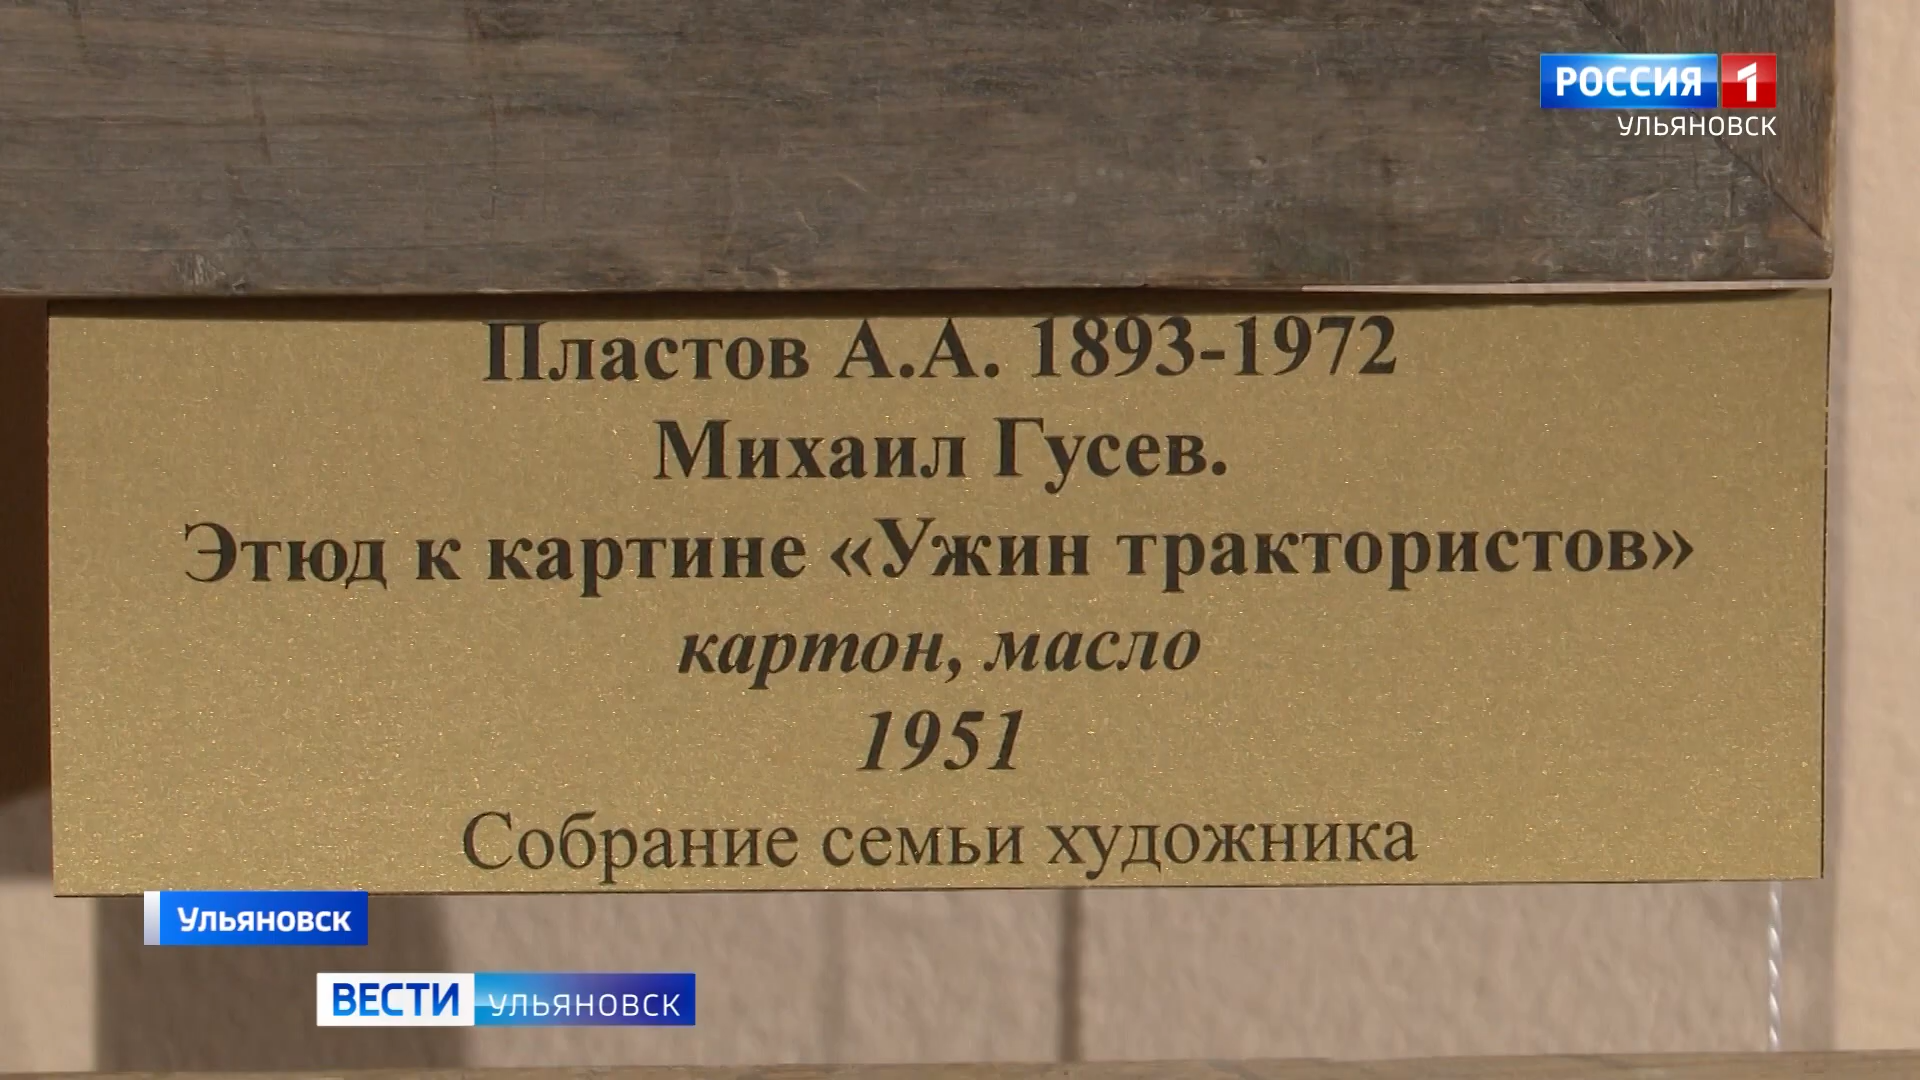 РОССИЯ 1
УЛЬЯНОВСК
Пластов А.А. 1893-1972
Михаил Гусев.
Этюд к картине «Ужин трактористов»
картон, масло
1951
Собрание семьи художника
Ульяновск
ВЕСТИ УЛЬЯНОВСК